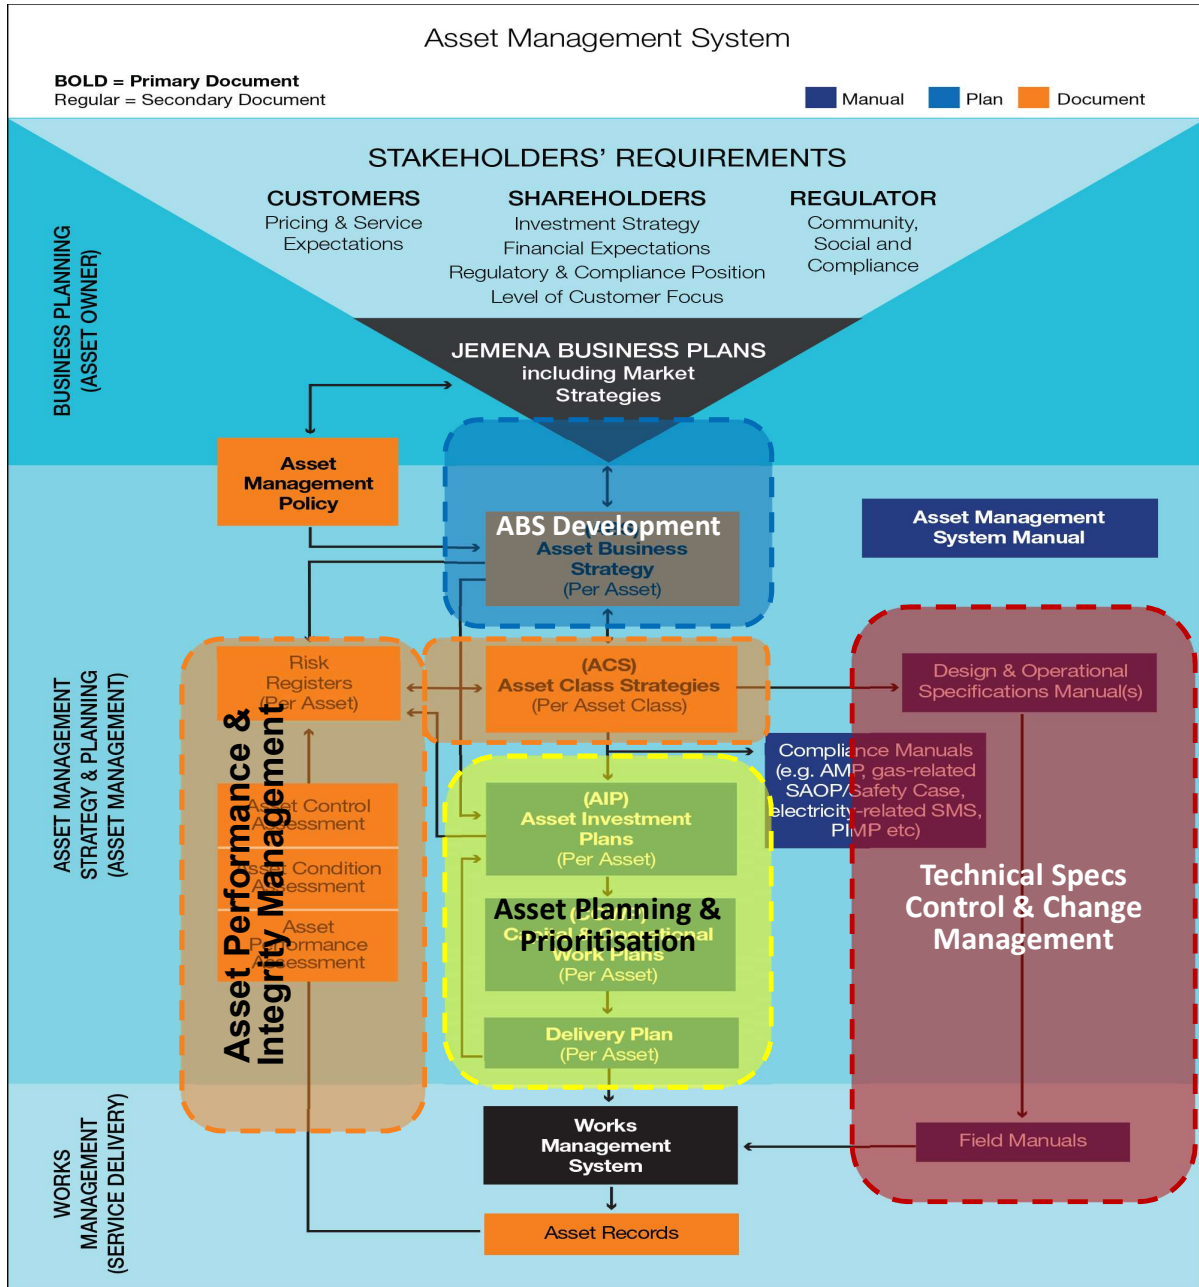 Asset Management System
BOLD = Primary Document
Regular = Secondary Document
Manual
Plan
Document
STAKEHOLDERS' REQUIREMENTS
CUSTOMERS
Pricing & Service
Expectations
SHAREHOLDERS
Investment Strategy
Financial Expectations
Regulatory & Compliance Position
Level of Customer Focus
REGULATOR
Community,
Social and
Compliance
BUSINESS PLANNING
(ASSET OWNER)
JEMENA BUSINESS PLANS
including Market
Strategies
Asset
Management
Policy
ABS Development
Asset Business
Strategy
(Per Asset)
Asset Management
System Manual
ASSET MANAGEMENT
STRATEGY & PLANNING
(ASSET MANAGEMENT)
Risk
Registers
(Per Asset)
(ACS)
Asset Class Strategies
(Per Asset Class)
Design & Operational
Specifications Manual(s)
Compliance Manuals
(e.g. AMP, gas-related
SAOP/Safety Case,
electricity-related SMS,
PIMP etc)
Asset Performance &
Integrity Management
Asset Control
Assessment
Asset Condition
Assessment
Asset
Performance
Assessment
(AIP)
Asset Investment
Plans
(Per Asset)
Asset Planning &
Prioritisation
Capital & Operational
Work Plans
(Per Asset)
Delivery Plan
(Per Asset)
Technical Specs
Control & Change
Management
WORKS
MANAGEMENT
(SERVICE DELIVERY)
Works
Management
System
Field Manuals
Asset Records